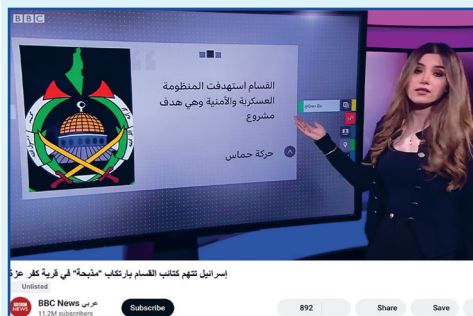 BBC
القسام استهدفت المنظومة
العسكرية والأمنية وهي هدف
مشروع
حركة حماس
إسرائيل تتهم كتائب القسام بارتكاب "مذبحة" في قرية كفر عزة
Unlisted
BBC News عربي
11.2M subscribers
Subscribe
892
Share
Save
NEWS